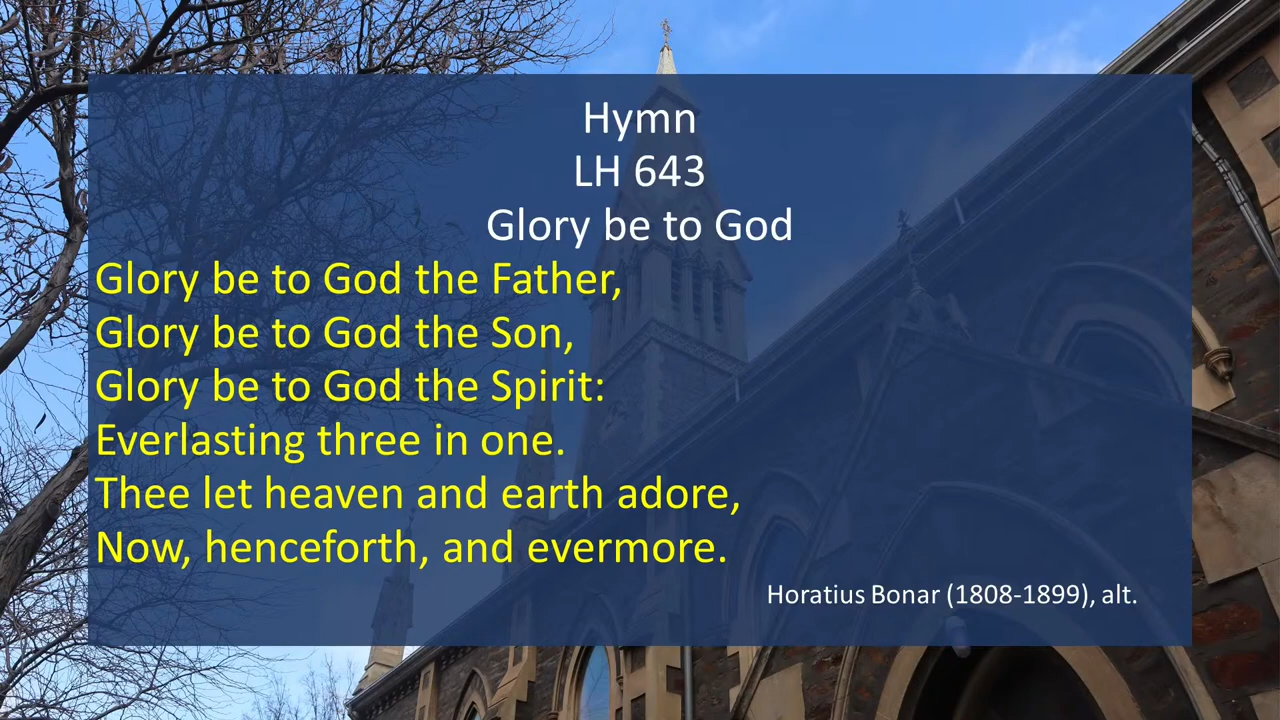 Hymn
LH 643
Glory be to God
Glory be to God the Father,
Glory be to God the Son,
Glory be to God the Spirit:
Everlasting three in one.
Thee let heaven and earth adore,
Now, henceforth, and evermore.
Horatius Bonar (1808-1899), alt.